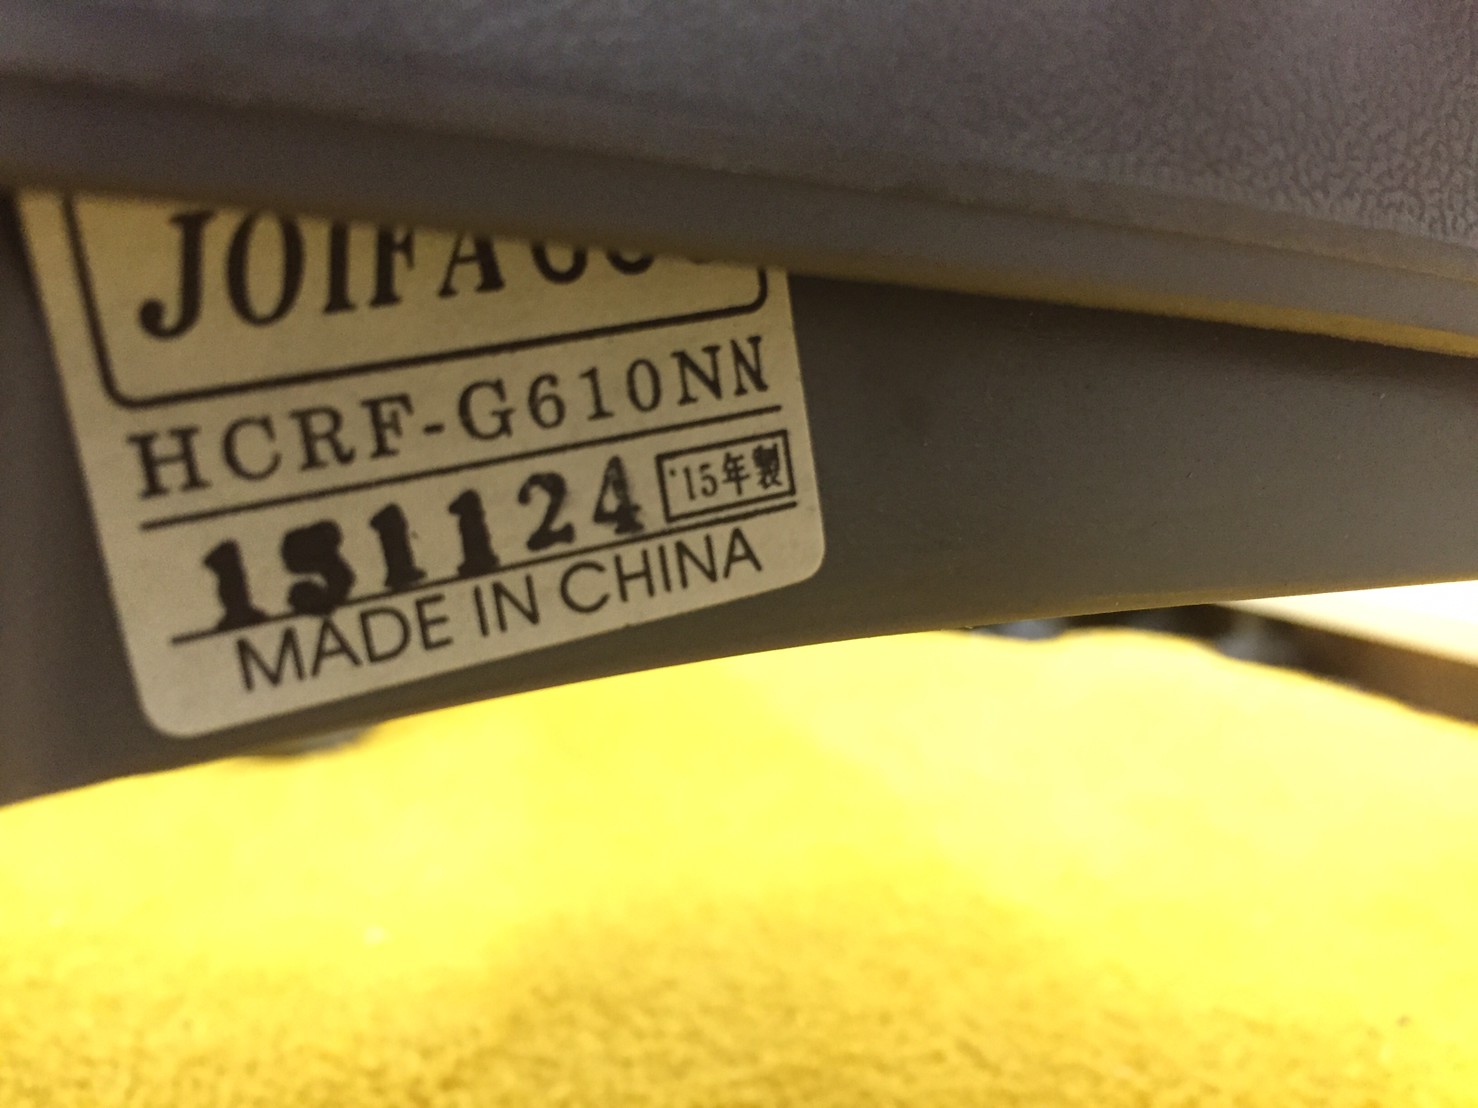 JOIFA
HCRF-G610NN
151124 '15年製
MADE IN CHINA